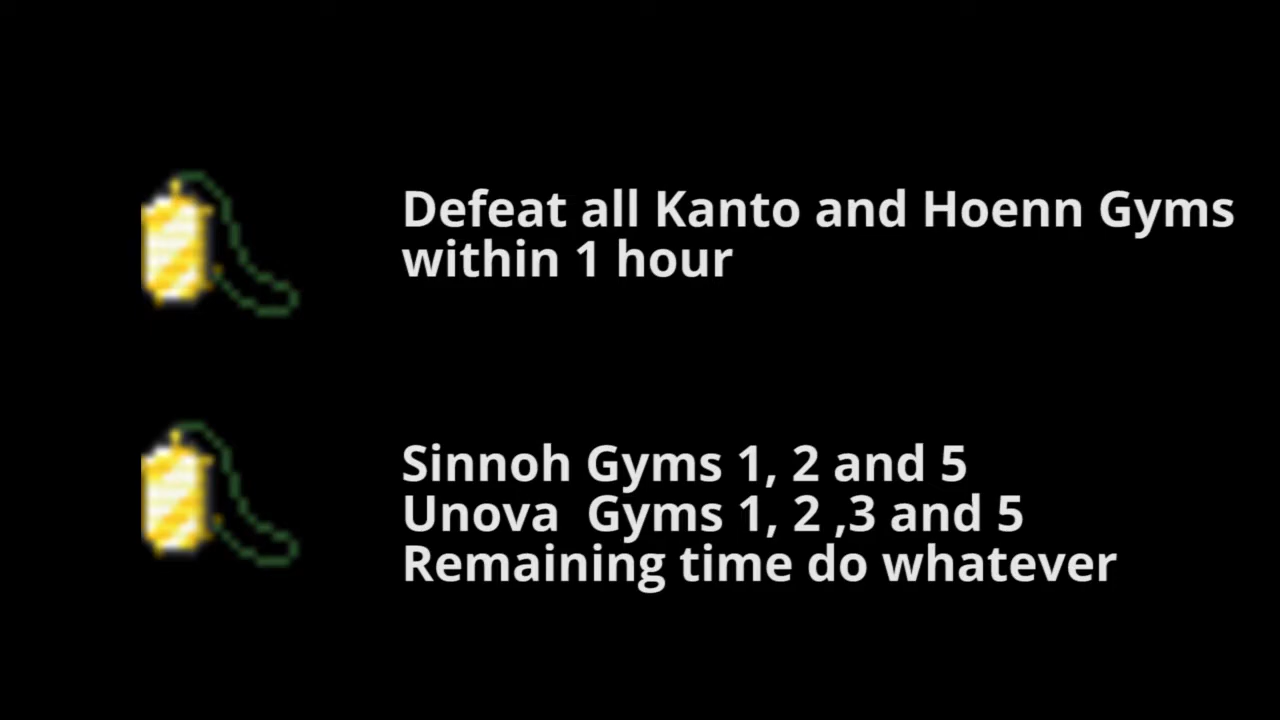 Defeat all Kanto and Hoenn Gyms
within 1 hour
Sinnoh Gyms 1, 2 and 5
Unova  Gyms 1, 2 ,3 and 5
Remaining time do whatever